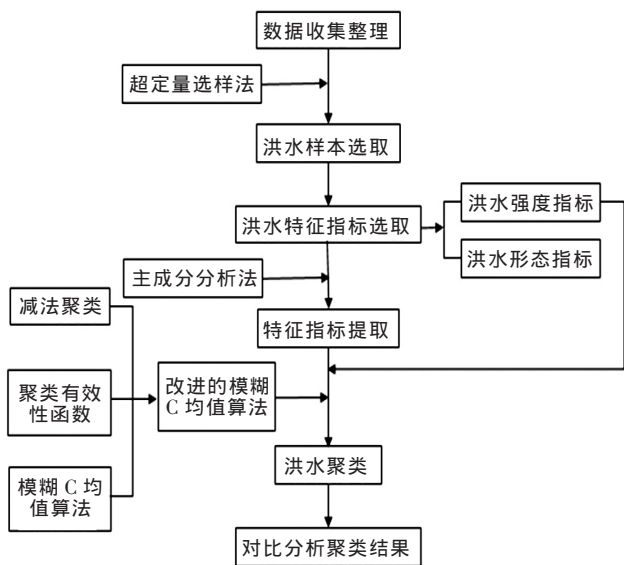 数据收集整理
超定量选样法
洪水样本选取
洪水特征指标选取
洪水强度指标
洪水形态指标
主成分分析法
减法聚类
特征指标提取
聚类有效
性函数
改进的模糊
C 均值算法
洪水聚类
模糊 C 均
值算法
对比分析聚类结果